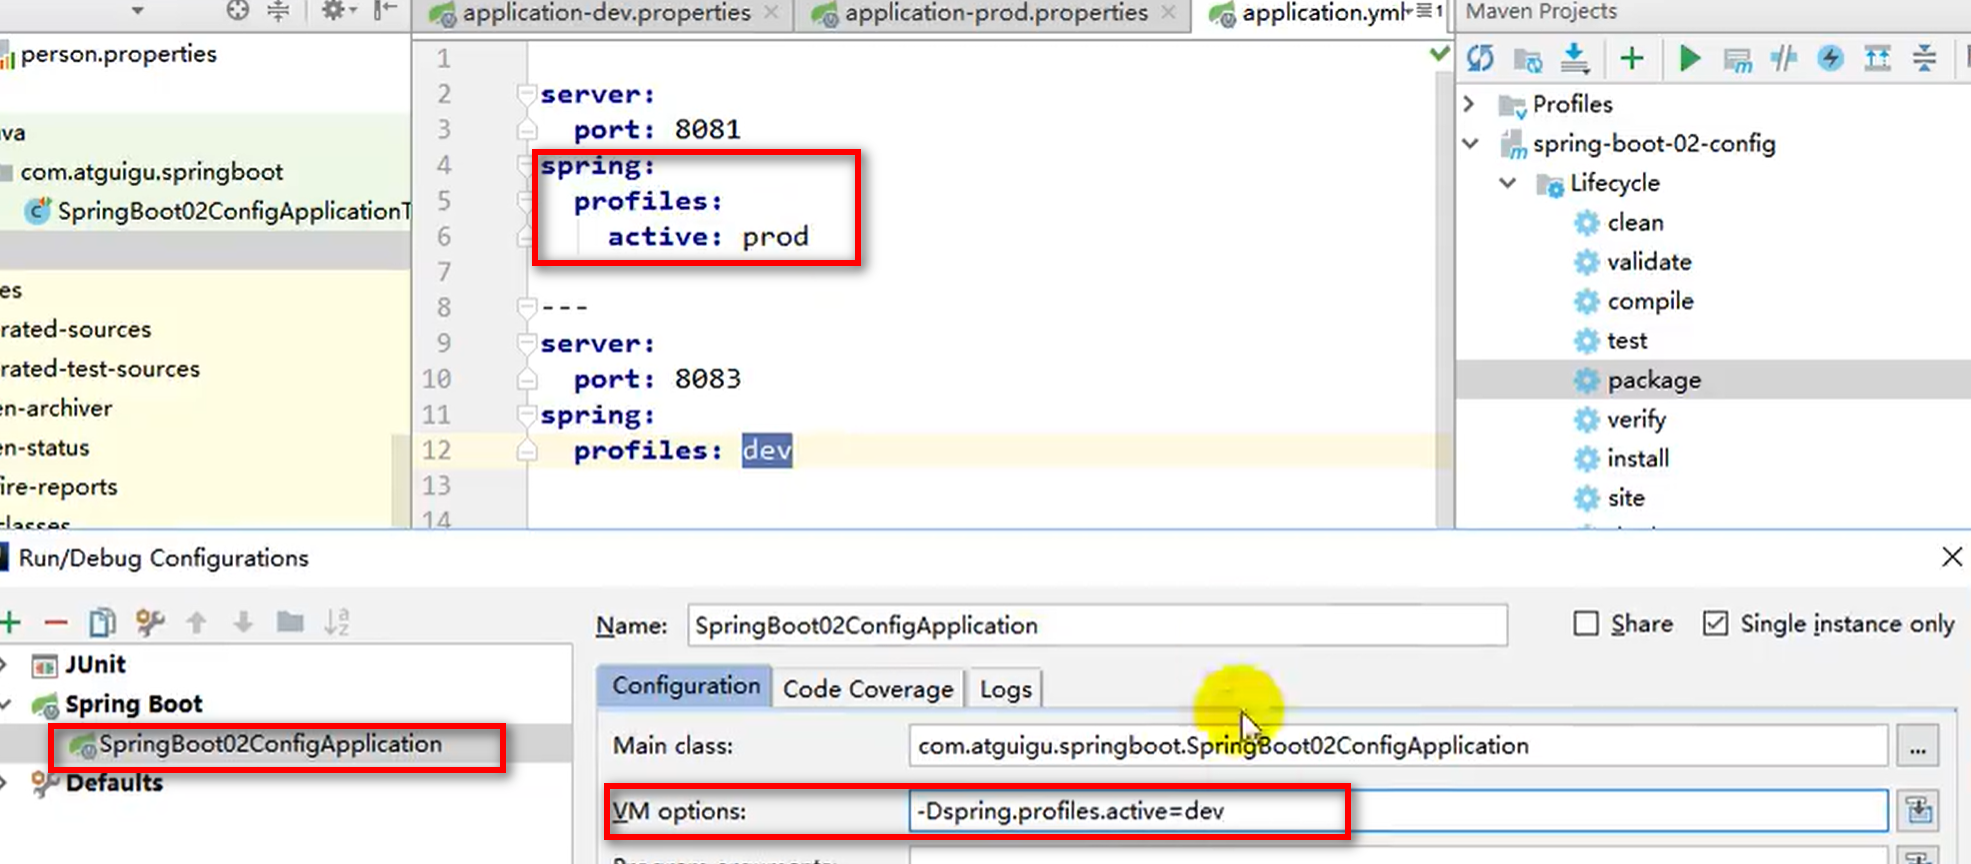 application-dev.properties
application-prod.properties
application.yml
1
Maven Projects
person.properties
com.atguigu.springboot
SpringBoot02ConfigApplication
1
2 server:
3 port: 8081
4 spring:
5 profiles:
6 active: prod
7
8 ---
9 server:
10 port: 8083
11 spring:
12 profiles: dev
13
14
Profiles
spring-boot-02-config
Lifecycle
clean
validate
compile
test
package
verify
install
site
rated-sources
rated-test-sources
en-archiver
en-status
fire-reports
Run/Debug Configurations
JUnit
Spring Boot
SpringBoot02ConfigApplication
Defaults
Name: SpringBoot02ConfigApplication
Share
Single instance only
Configuration
Code Coverage
Logs
Main class: com.atguigu.springboot.SpringBoot02ConfigApplication
...
VM options: -Dspring.profiles.active=dev